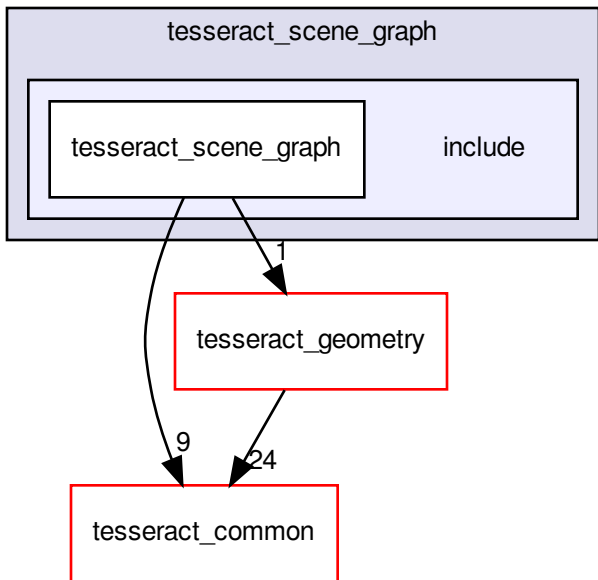 tesseract_scene_graph
tesseract_scene_graph
include
1
tesseract_geometry
9
24
tesseract_common